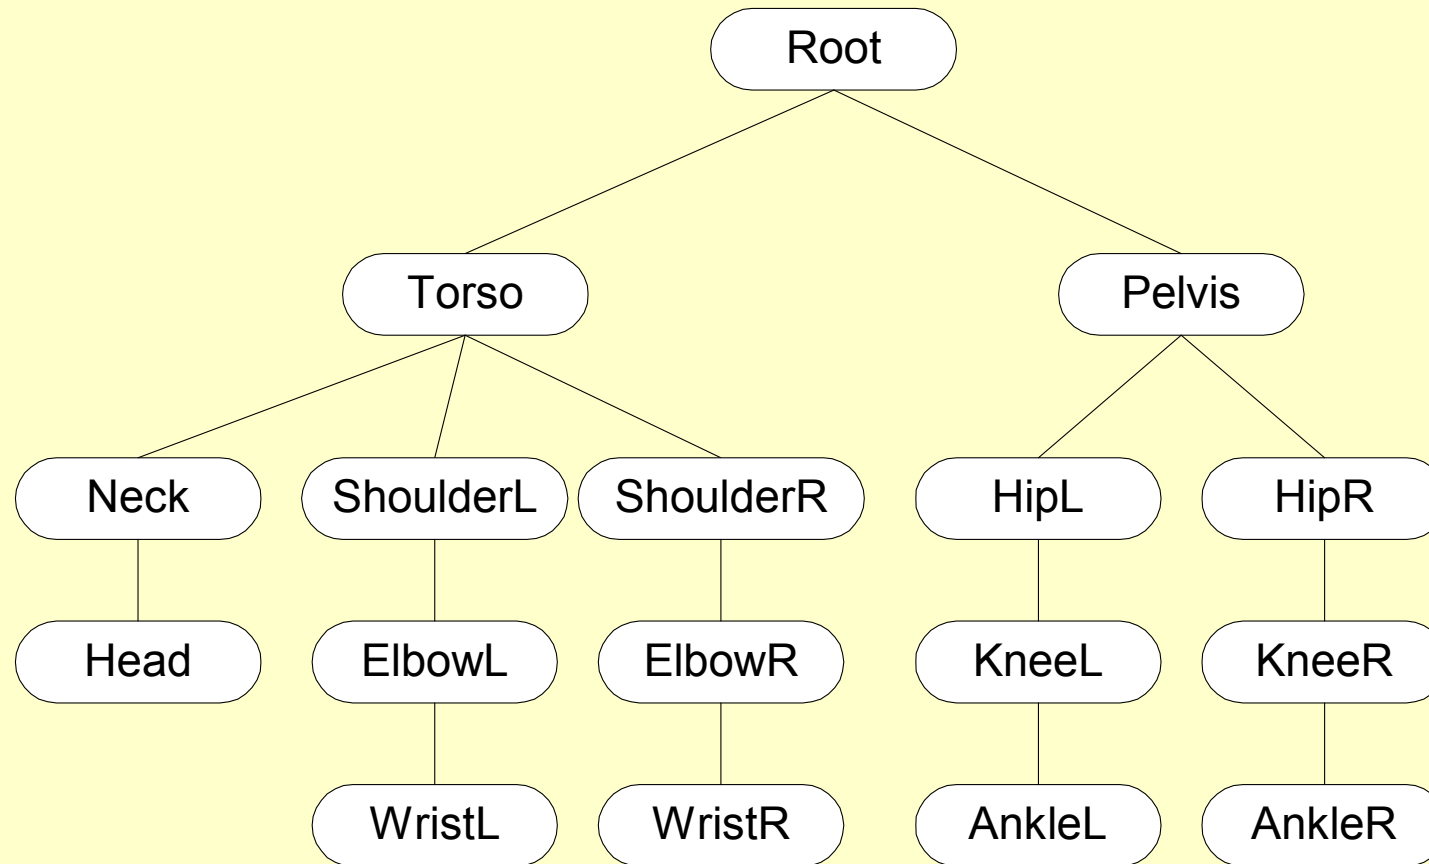 Root
Torso Pelvis
Neck ShoulderL ShoulderR HipL HipR
Head ElbowL ElbowR KneeL KneeR
WristL WristR AnkleL AnkleR